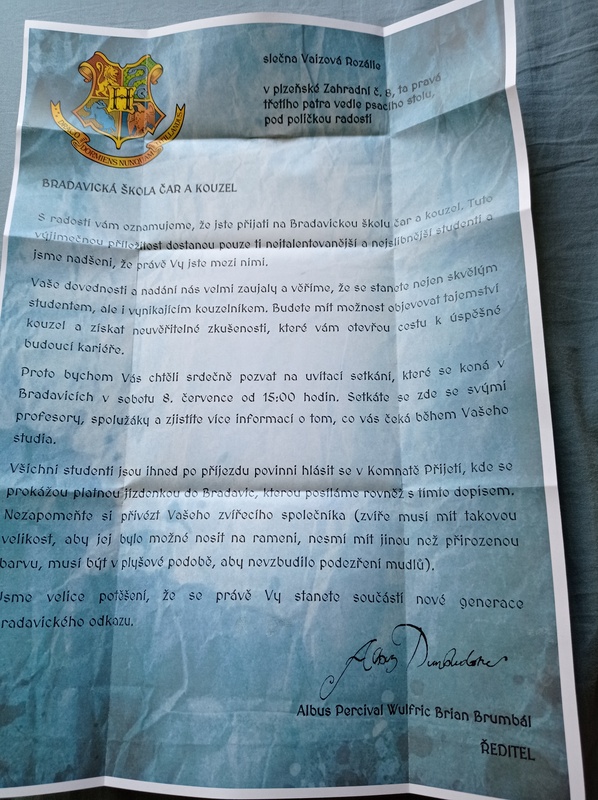 slečna Vaizová Rozálie
v plzeňské Zahradní č. 8, ta pravá
třetího patra vedle psacího stolu,
pod poličkou radosti
DRACO DORMIENS NUNQUAM TITILLANDUS
H
BRADAVICKÁ ŠKOLA ČAR A KOUZEL
S radostí vám oznamujeme, že jste přijati na Bradavickou školu čar a kouzel. Tuto
výjimečnou příležitost dostanou pouze ti nejtalentovanější a nejslibnější studenti a
jsme nadšeni, že právě Vy jste mezi nimi.
Vaše dovednosti a nadání nás velmi zaujaly a věříme, že se stanete nejen skvělým
studentem, ale i vynikajícím kouzelníkem. Budete mít možnost objevovat tajemství
kouzel a získat neuvěřitelné zkušenosti, které vám otevřou cestu k úspěšné
budoucí kariéře.
Proto bychom Vás chtěli srdečně pozvat na uvítací setkání, které se koná v
Bradavicích v sobotu 8. července od 15:00 hodin. Setkáte se zde se svými
profesory, spolužáky a zjistíte více informací o tom, co vás čeká během Vašeho
studia.
Všichni studenti jsou ihned po příjezdu povinni hlásit se v Komnatě Přijetí, kde se
prokážou platnou jízdenkou do Bradavic, kterou posíláme rovněž s tímto dopisem.
Nezapomeňte si přivézt Vašeho zvířecího společníka (zvíře musí mít takovou
velikost, aby jej bylo možné nosit na rameni, nesmí mít jinou než přirozenou
barvu, musí být v plyšové podobě, aby nevzbudilo podezření mudlů).
Jsme velice potěšeni, že se právě Vy stanete součástí nové generace
radavického odkazu.
Albus Dumbledore
Albus Percival Wulfric Brian Brumbál
ŘEDITEL